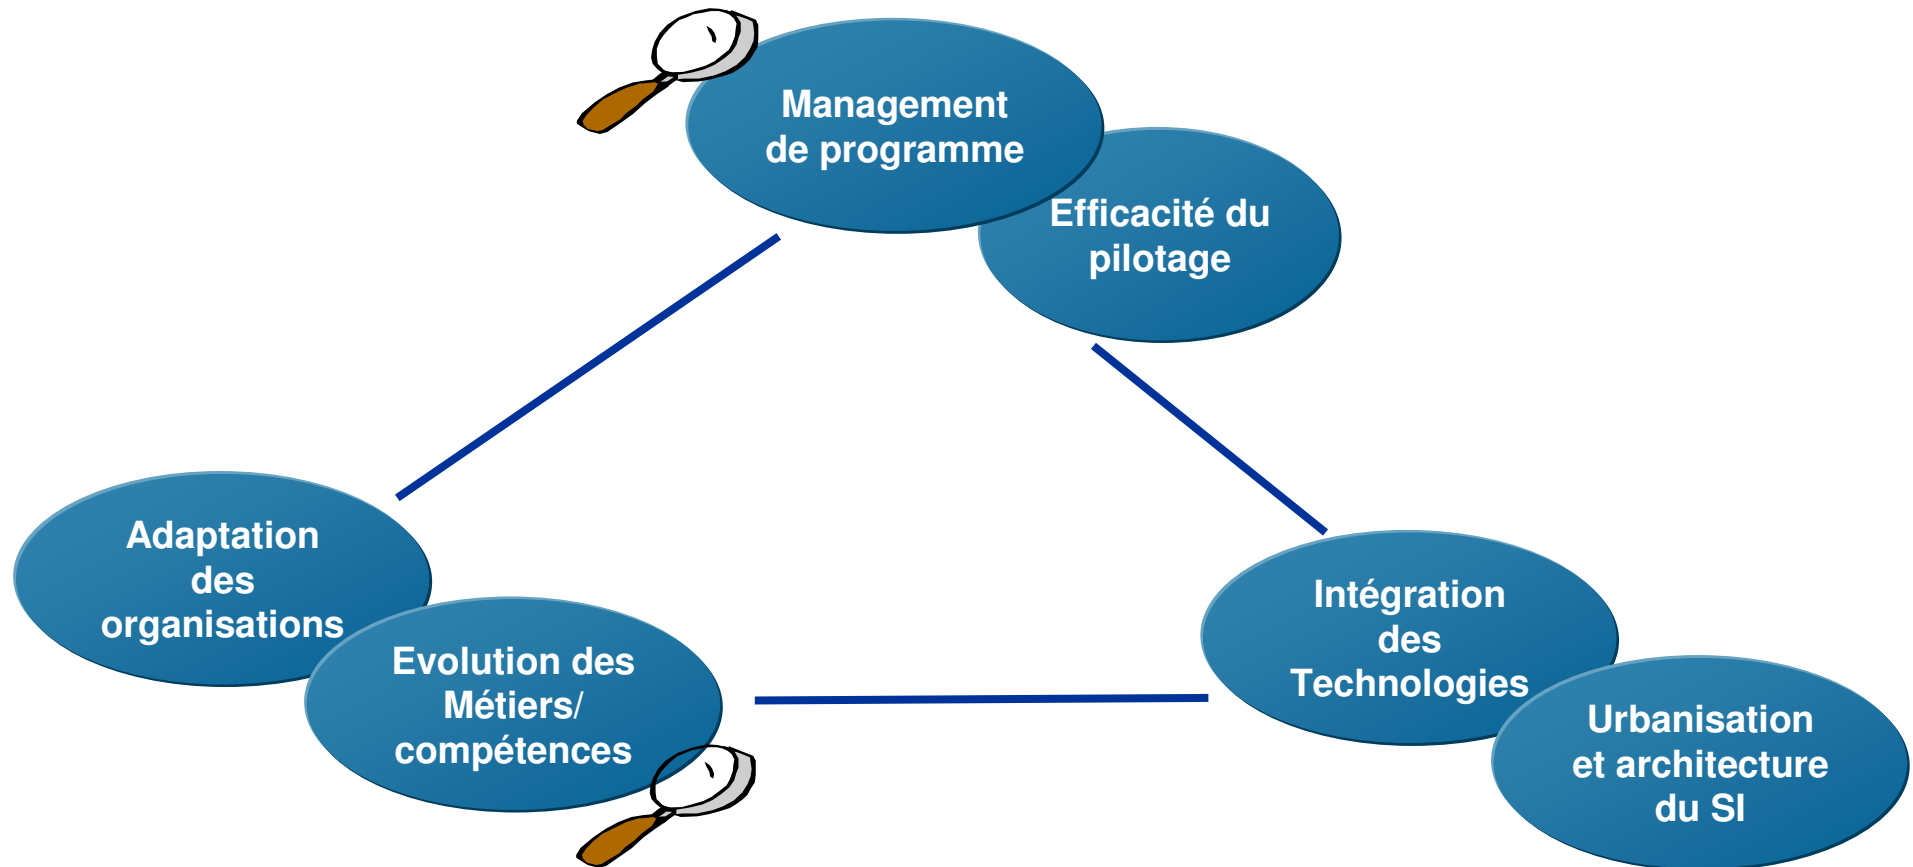 Management
de programme
Efficacité du
pilotage
Adaptation
des
organisations
Evolution des
Métiers/
compétences
Intégration
des
Technologies
Urbanisation
et architecture
du SI